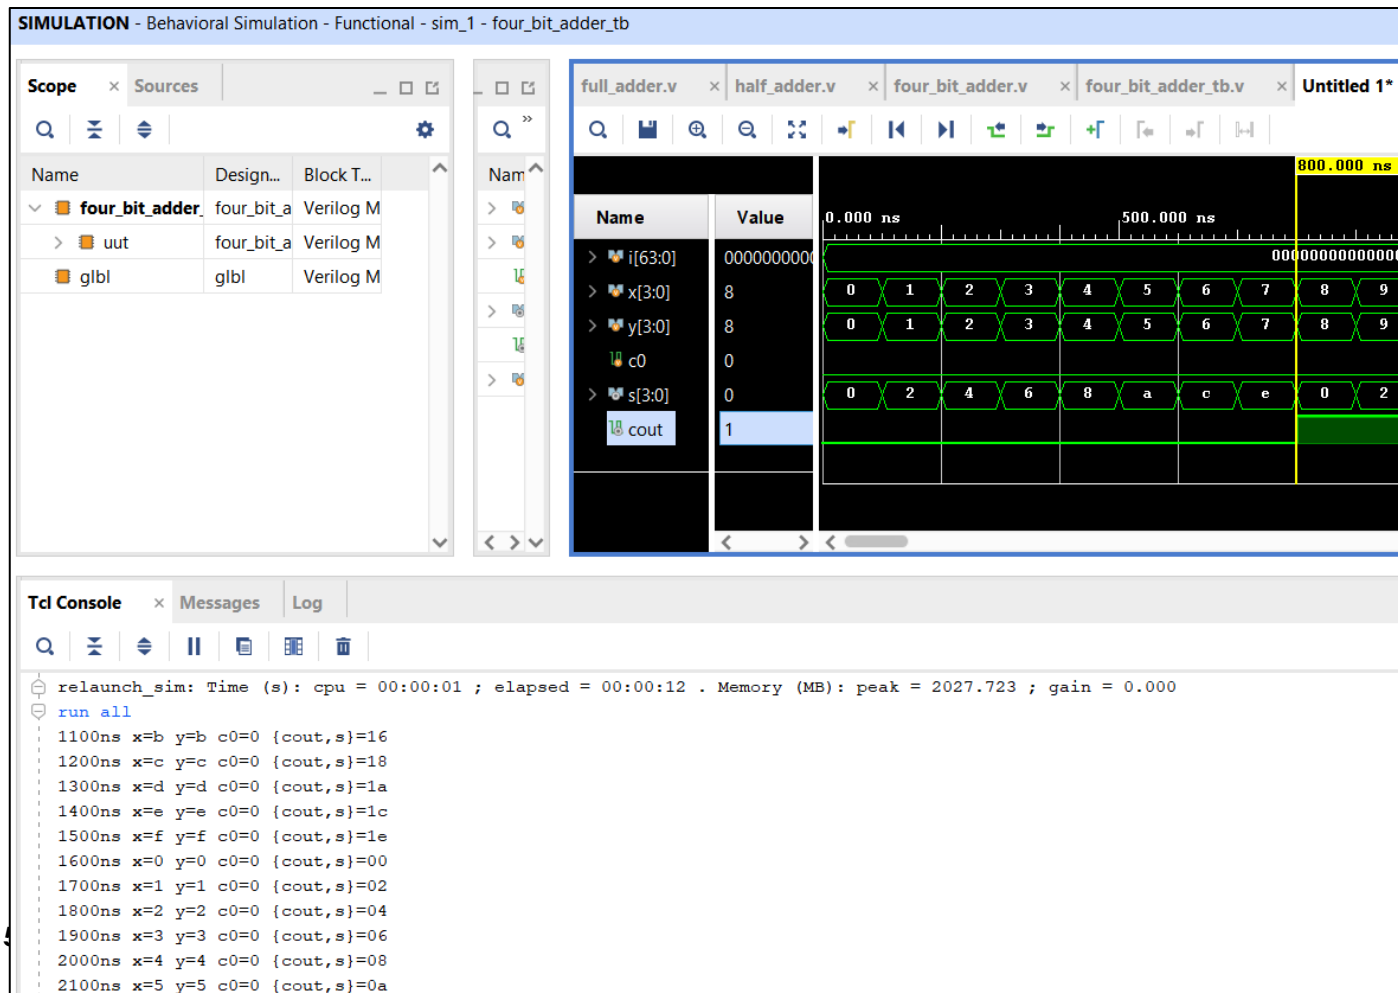 SIMULATION - Behavioral Simulation - Functional - sim_1 - four_bit_adder_tb
Scope × Sources
Name Design... Block T...
four_bit_adder_ four_bit_a Verilog M
uut four_bit_a Verilog M
glbl glbl Verilog M
Nam
full_adder.v × half_adder.v × four_bit_adder.v × four_bit_adder_tb.v × Untitled 1*
800.000 ns
Name Value 0.000 ns 500.000 ns
i[63:0] 0000000000 000000000000000
x[3:0] 8 0 1 2 3 4 5 6 7 8 9
y[3:0] 8 0 1 2 3 4 5 6 7 8 9
c0 0
s[3:0] 0 0 2 4 6 8 a c e 0 2
cout 1
Tcl Console × Messages Log
relaunch_sim: Time (s): cpu = 00:00:01 ; elapsed = 00:00:12 . Memory (MB): peak = 2027.723 ; gain = 0.000
run all
1100ns x=b y=b c0=0 {cout,s}=16
1200ns x=c y=c c0=0 {cout,s}=18
1300ns x=d y=d c0=0 {cout,s}=1a
1400ns x=e y=e c0=0 {cout,s}=1c
1500ns x=f y=f c0=0 {cout,s}=1e
1600ns x=0 y=0 c0=0 {cout,s}=00
1700ns x=1 y=1 c0=0 {cout,s}=02
1800ns x=2 y=2 c0=0 {cout,s}=04
1900ns x=3 y=3 c0=0 {cout,s}=06
2000ns x=4 y=4 c0=0 {cout,s}=08
2100ns x=5 y=5 c0=0 {cout,s}=0a